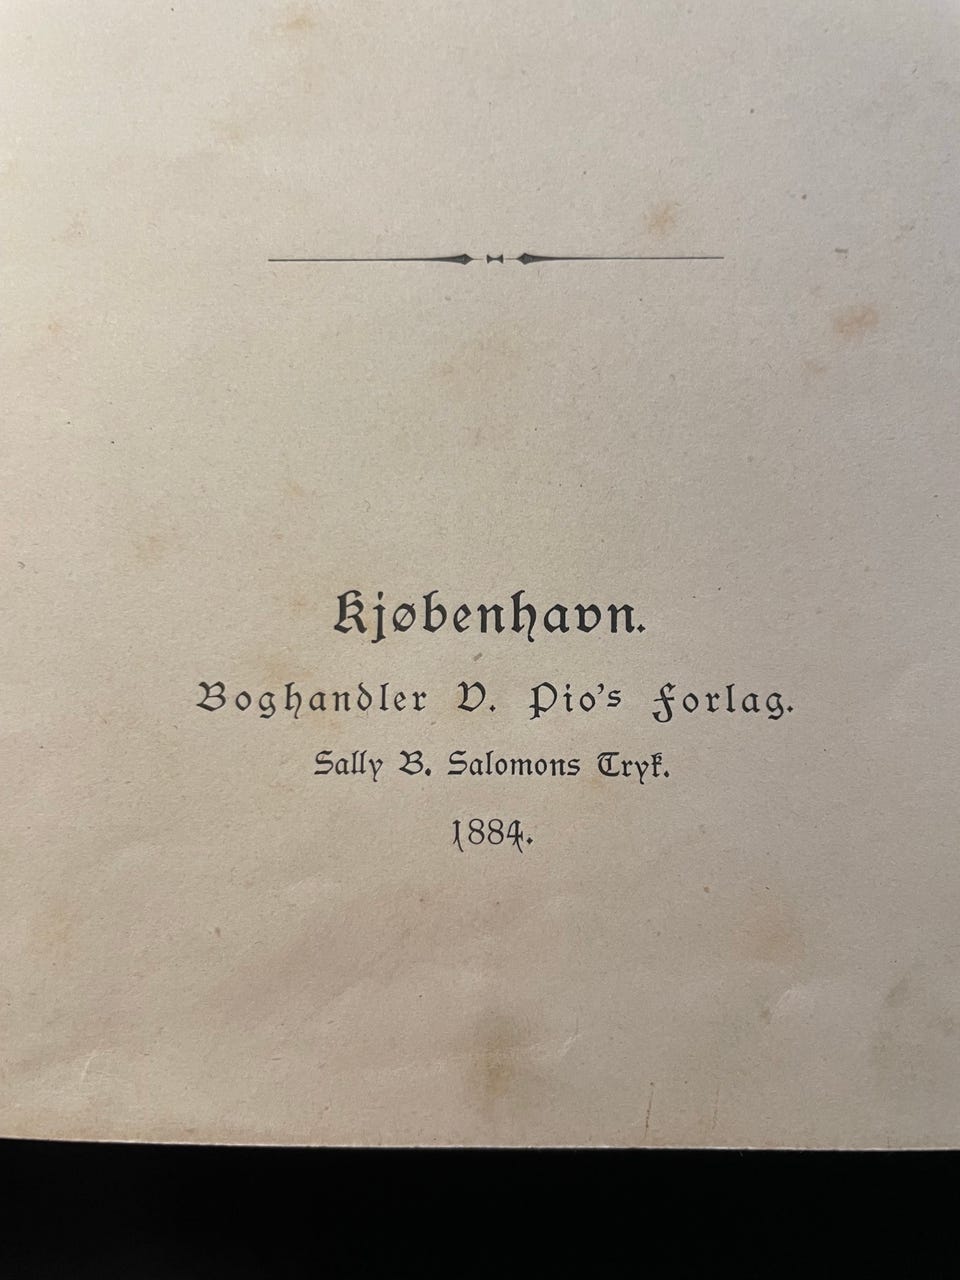 Kjøbenhavn.
Boghandler V. Pio's Forlag.
Sally B. Salomons Tryk.
1884.